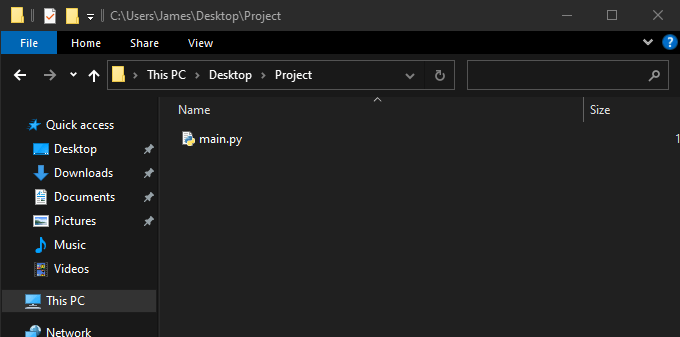 C:\Users\James\Desktop\Project
File Home Share View
This PC Desktop Project
Name Size
Quick access
main.py 1
Desktop
Downloads
Documents
Pictures
Music
Videos
This PC
Network